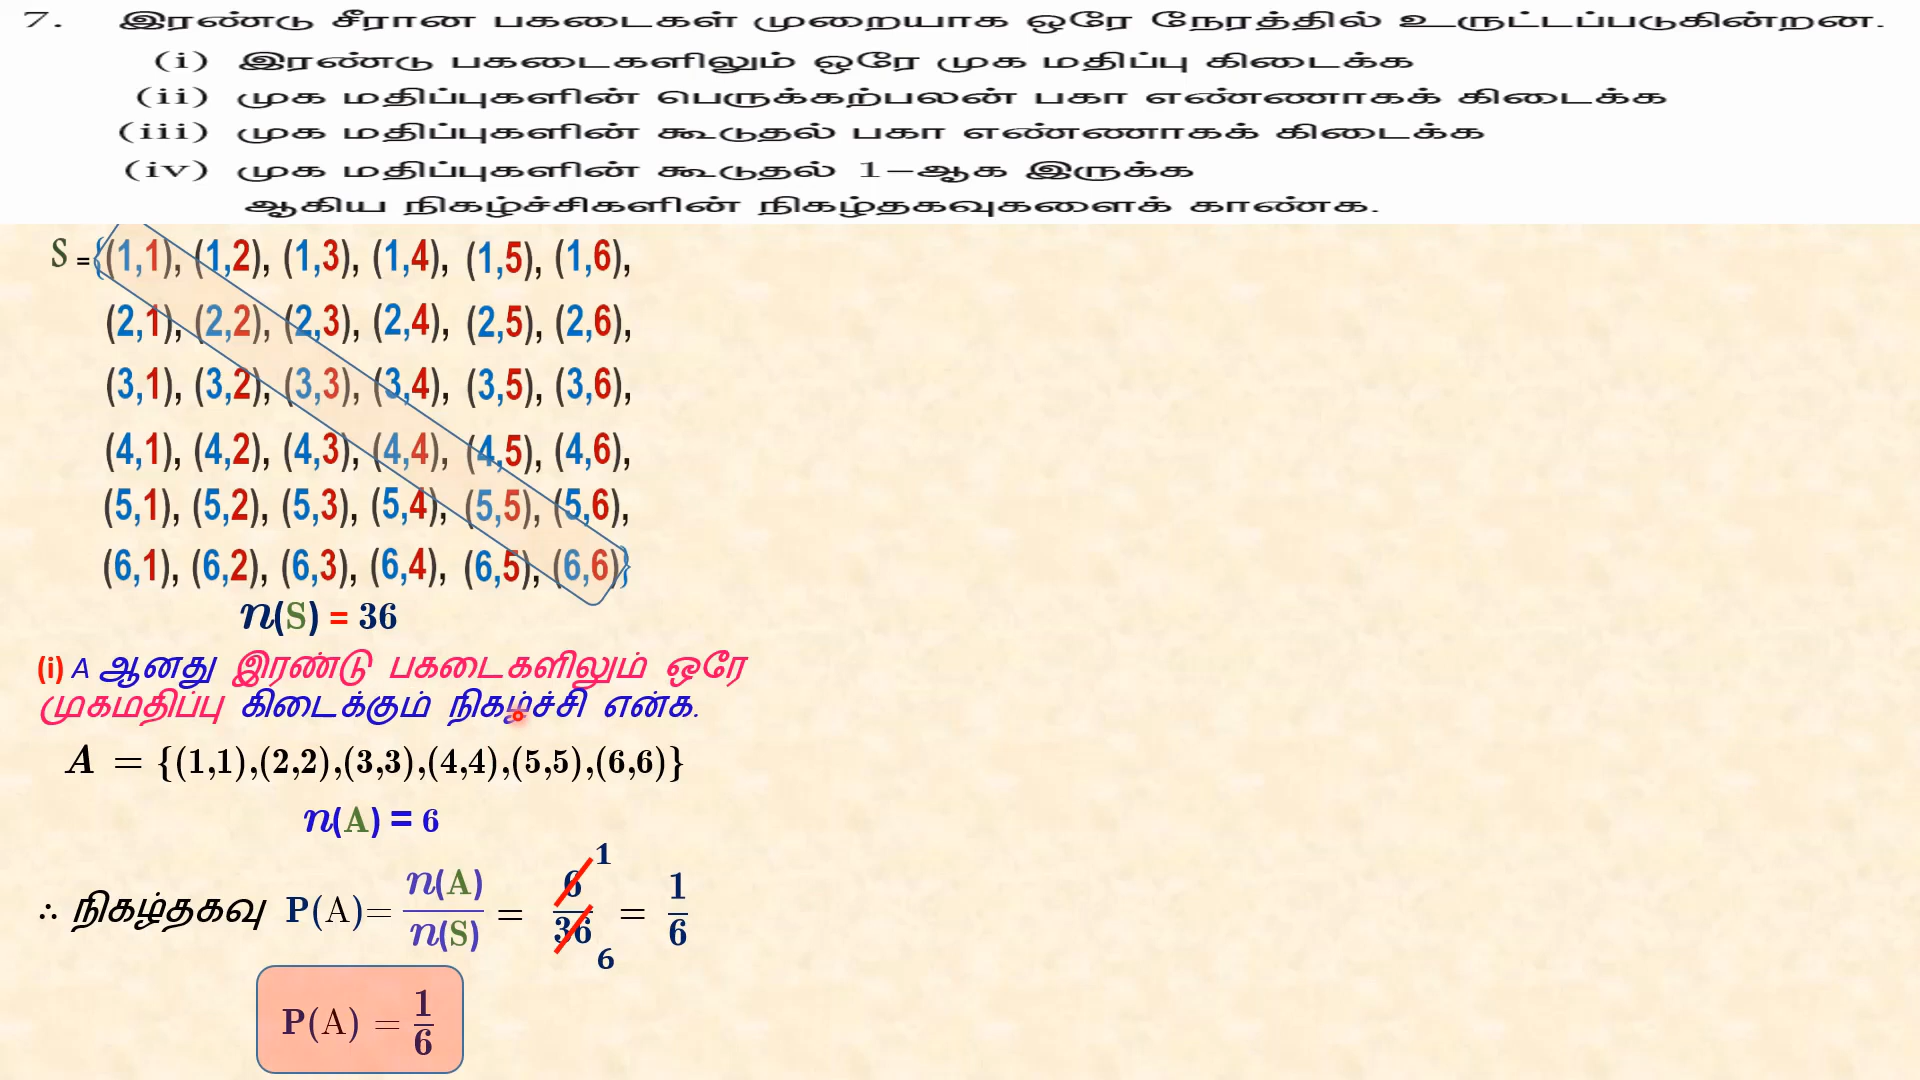 7. இரண்டு சீரான பகடைகள் முறையாக ஒரே நேரத்தில் உருட்டப்படுகின்றன.
(i) இரண்டு பகடைகளிலும் ஒரே முக மதிப்பு கிடைக்க
(ii) முக மதிப்புகளின் பெருக்கற்பலன் பகா எண்ணாகக் கிடைக்க
(iii) முக மதிப்புகளின் கூடுதல் பகா எண்ணாகக் கிடைக்க
(iv) முக மதிப்புகளின் கூடுதல் 1–ஆக இருக்க
ஆகிய நிகழ்ச்சிகளின் நிகழ்தகவுகளைக் காண்க.
S = {(1,1), (1,2), (1,3), (1,4), (1,5), (1,6),
(2,1), (2,2), (2,3), (2,4), (2,5), (2,6),
(3,1), (3,2), (3,3), (3,4), (3,5), (3,6),
(4,1), (4,2), (4,3), (4,4), (4,5), (4,6),
(5,1), (5,2), (5,3), (5,4), (5,5), (5,6),
(6,1), (6,2), (6,3), (6,4), (6,5), (6,6)}
n(S) = 36
(i) A ஆனது இரண்டு பகடைகளிலும் ஒரே
முகமதிப்பு கிடைக்கும் நிகழ்ச்சி என்க.
A = {(1,1),(2,2),(3,3),(4,4),(5,5),(6,6)}
n(A) = 6
∴ நிகழ்தகவு P(A)= n(A)/n(S) = 6/36 1 6 = 1/6
P(A) = 1/6